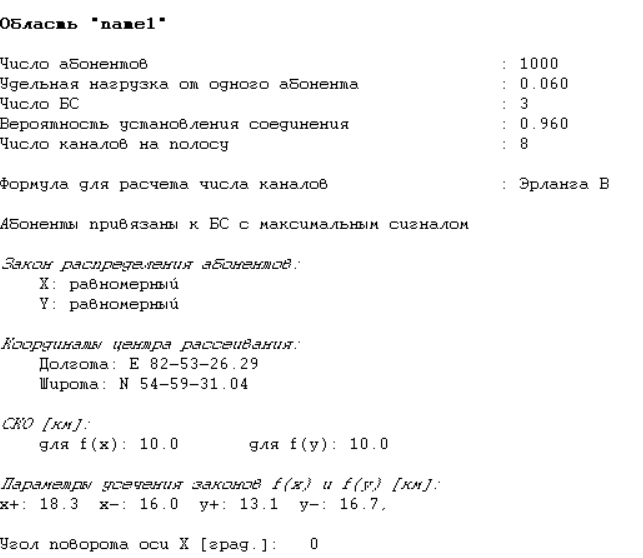 Область "name1"
Число абонентов : 1000
Удельная нагрузка от одного абонента : 0.060
Число БС : 3
Вероятность установления соединения : 0.960
Число каналов на полосу : 8
Формула для расчета числа каналов : Эрланга B
Абоненты привязаны к БС с максимальным сигналом
Закон распределения абонентов:
X: равномерный
Y: равномерный
Координаты центра рассеивания:
Долгота: E 82-53-26.29
Широта: N 54-59-31.04
СКО [км]:
для f(x): 10.0 для f(y): 10.0
Параметры усечения законов f(x) и f(y) [км]:
x+: 18.3 x-: 16.0 y+: 13.1 y-: 16.7,
Угол поворота оси X [град.]: 0